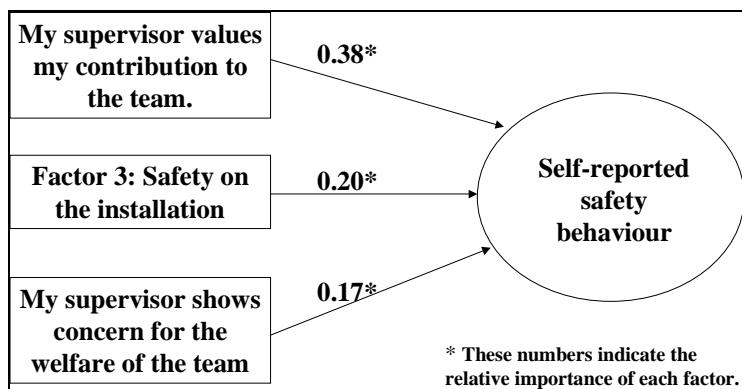 My supervisor values
my contribution to
the team.
0.38*
Factor 3: Safety on
the installation
0.20*
Self-reported
safety
behaviour
My supervisor shows
concern for the
welfare of the team
0.17*
* These numbers indicate the
relative importance of each factor.